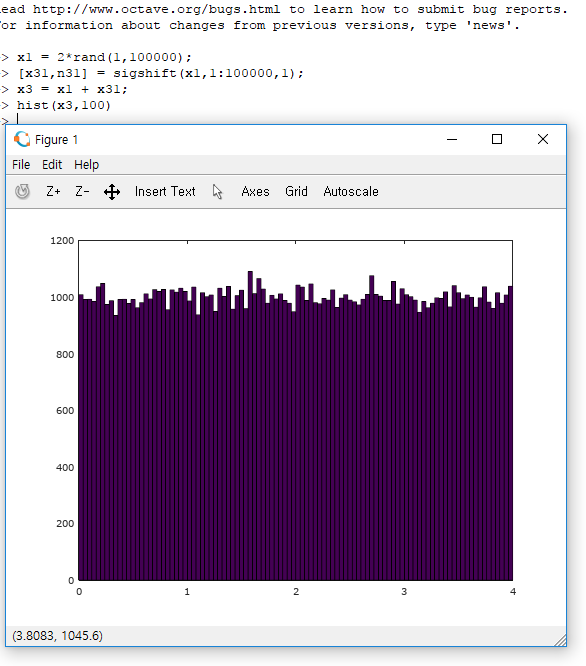 ead http://www.octave.org/bugs.html to learn how to submit bug reports.
or information about changes from previous versions, type 'news'.
> x1 = 2*rand(1,100000);
> [x31,n31] = sigshift(x1,1:100000,1);
> x3 = x1 + x31;
> hist(x3,100)
>
Figure 1
File Edit Help
Z+ Z- Insert Text Axes Grid Autoscale
1200
1000
800
600
400
200
0
0 1 2 3 4
(3.8083, 1045.6)